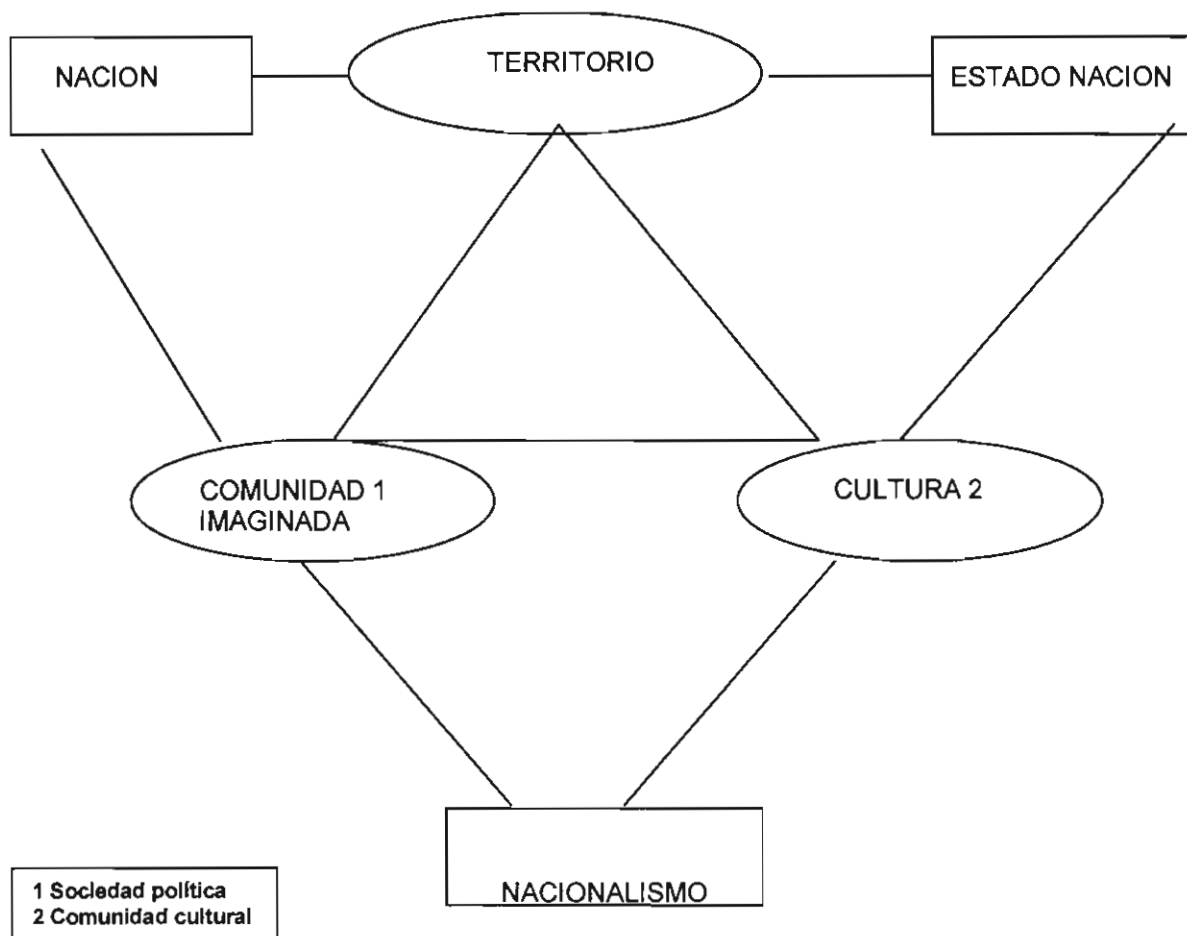 NACION
TERRITORIO
ESTADO NACION
COMUNIDAD 1
IMAGINADA
CULTURA 2
NACIONALISMO
1 Sociedad política
2 Comunidad cultural